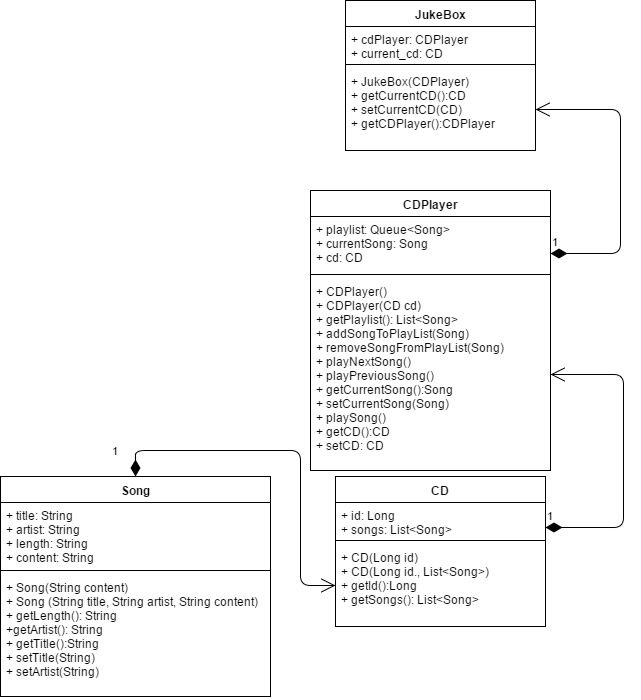 JukeBox
+ cdPlayer: CDPlayer
+ current_cd: CD
+ JukeBox(CDPlayer)
+ getCurrentCD():CD
+ setCurrentCD(CD)
+ getCDPlayer():CDPlayer
CDPlayer
+ playlist: Queue<Song>
+ currentSong: Song
+ cd: CD
1
+ CDPlayer()
+ CDPlayer(CD cd)
+ getPlaylist(): List<Song>
+ addSongToPlayList(Song)
+ removeSongFromPlayList(Song)
+ playNextSong()
+ playPreviousSong()
+ getCurrentSong():Song
+ setCurrentSong(Song)
+ playSong()
+ getCD():CD
+ setCD: CD
1
Song
+ title: String
+ artist: String
+ length: String
+ content: String
+ Song(String content)
+ Song (String title, String artist, String content)
+ getLength(): String
+getArtist(): String
+ getTitle():String
+ setTitle(String)
+ setArtist(String)
CD
+ id: Long
+ songs: List<Song>
1
+ CD(Long id)
+ CD(Long id., List<Song>)
+ getId():Long
+ getSongs(): List<Song>